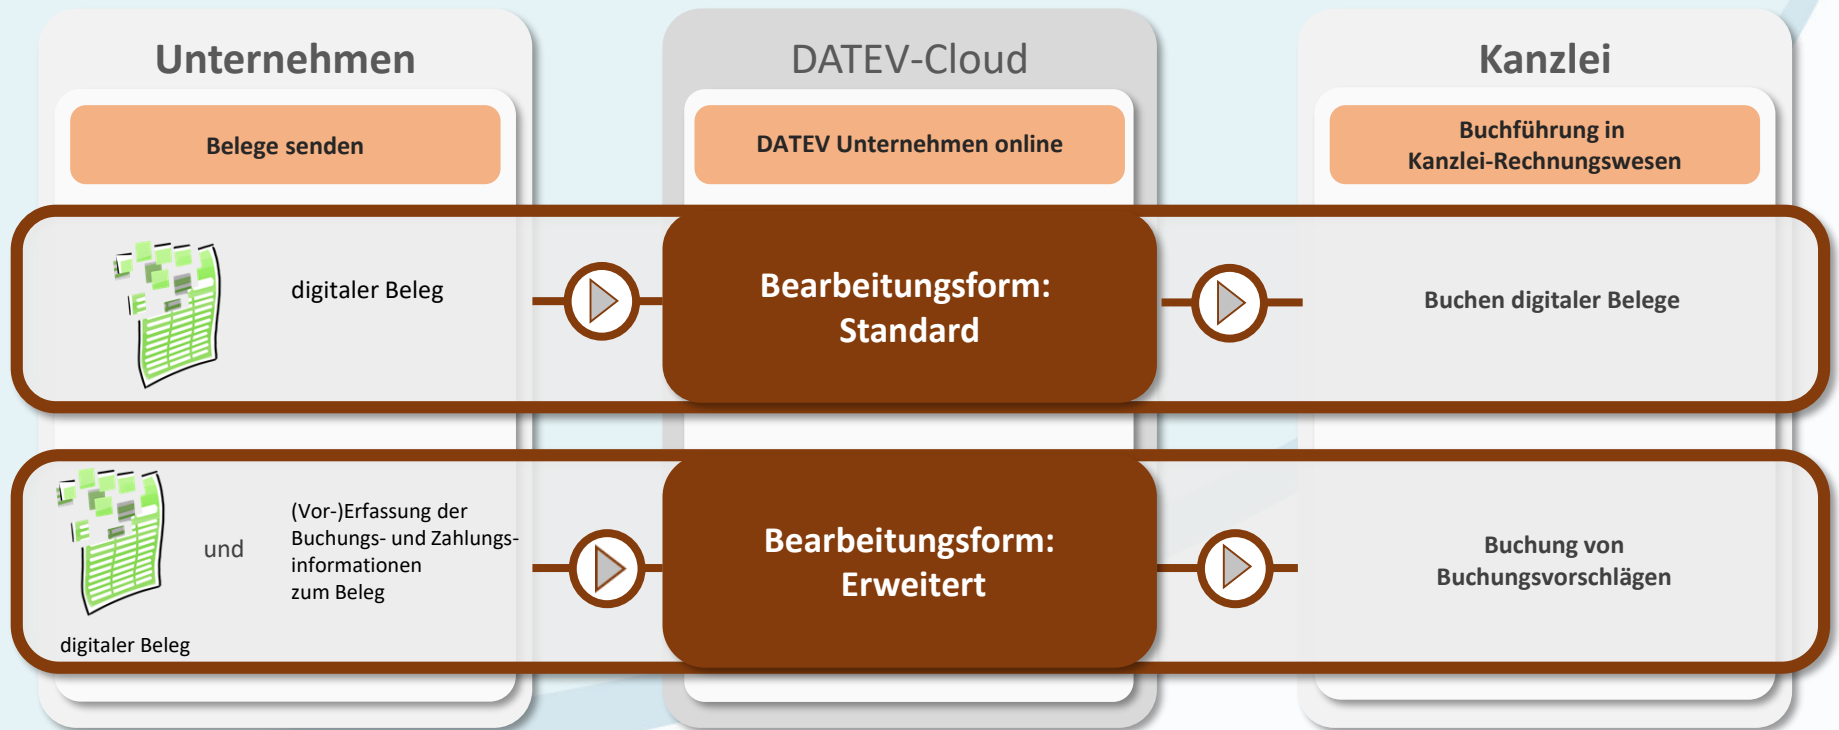 Unternehmen
DATEV-Cloud
Kanzlei
Belege senden
DATEV Unternehmen online
Buchführung in
Kanzlei-Rechnungswesen
digitaler Beleg
Bearbeitungsform:
Standard
Buchen digitaler Belege
und
(Vor-)Erfassung der
Buchungs- und Zahlungs-
informationen
zum Beleg
digitaler Beleg
Bearbeitungsform:
Erweitert
Buchung von
Buchungsvorschlägen